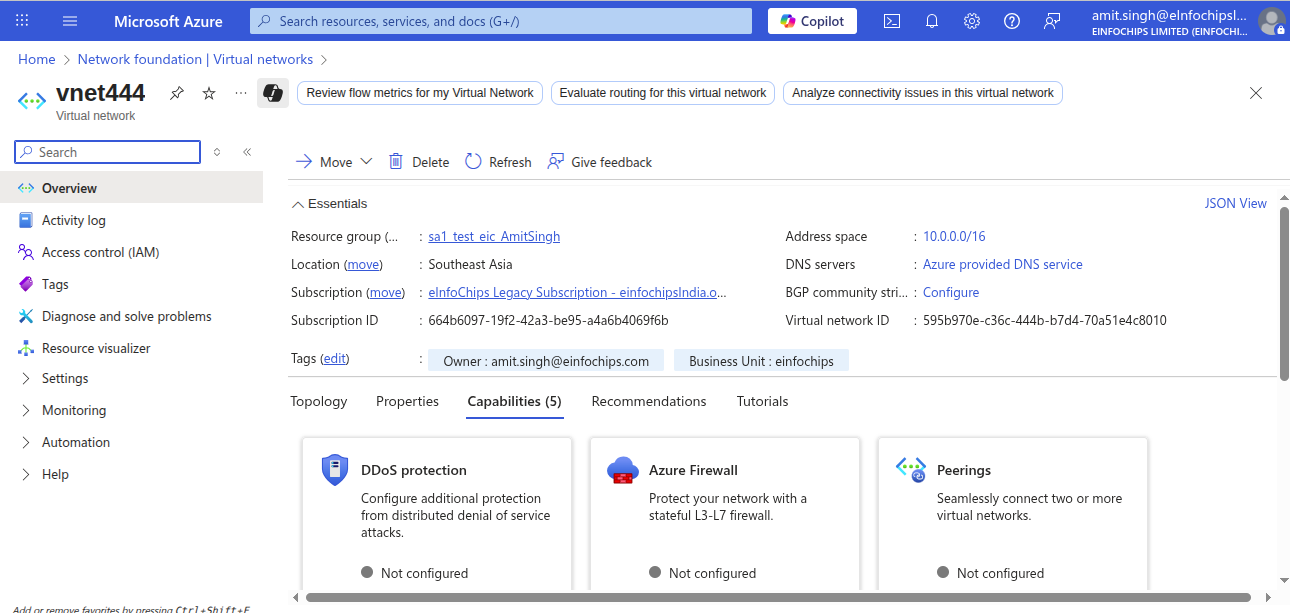 Microsoft Azure
Search resources, services, and docs (G+/)
Copilot
amit.singh@eInfochipsI...
EINFOCHIPS LIMITED (EINFOCHI...
Home > Network foundation | Virtual networks >
vnet444
Virtual network
...
Review flow metrics for my Virtual Network
Evaluate routing for this virtual network
Analyze connectivity issues in this virtual network
Search
Overview
Activity log
Access control (IAM)
Tags
Diagnose and solve problems
Resource visualizer
Settings
Monitoring
Automation
Help
Add or remove favorites by pressing Ctrl+Shift+F
Move
Delete
Refresh
Give feedback
Essentials
JSON View
Resource group (... : sa1_test_eic_AmitSingh
Location (move) : Southeast Asia
Subscription (move) : eInfoChips Legacy Subscription - einfochipsIndia.o...
Subscription ID : 664b6097-19f2-42a3-be95-a4a6b4069f6b
Address space : 10.0.0.0/16
DNS servers : Azure provided DNS service
BGP community stri... : Configure
Virtual network ID : 595b970e-c36c-444b-b7d4-70a51e4c8010
Tags (edit) : Owner : amit.singh@einfochips.com Business Unit : einfochips
Topology
Properties
Capabilities (5)
Recommendations
Tutorials
DDoS protection
Configure additional protection
from distributed denial of service
attacks.
Not configured
Azure Firewall
Protect your network with a
stateful L3-L7 firewall.
Not configured
Peerings
Seamlessly connect two or more
virtual networks.
Not configured